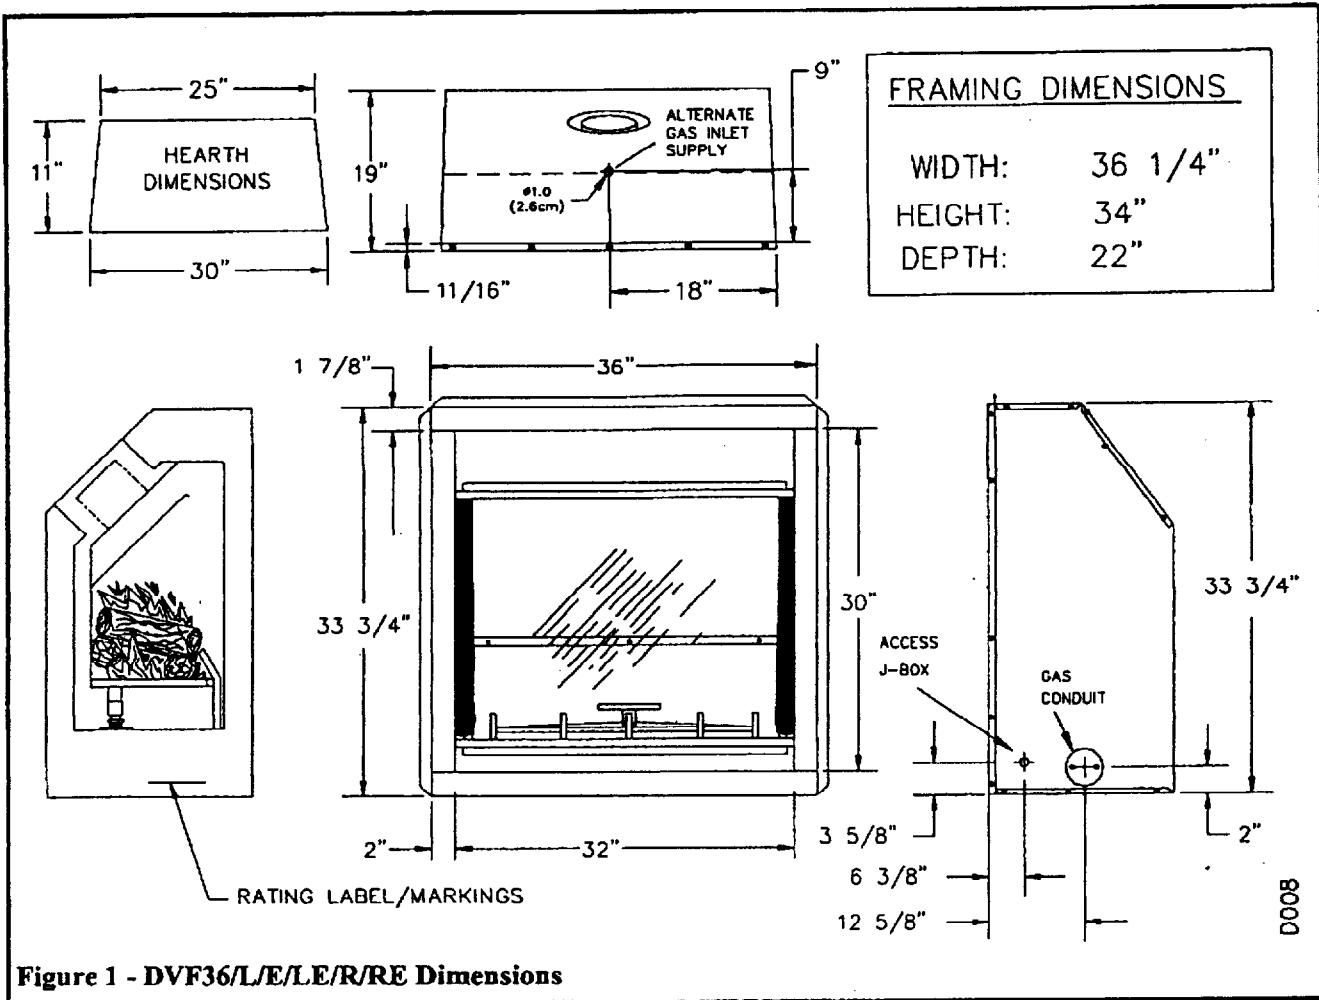 25"
11"
HEARTH
DIMENSIONS
30"
9"
19"
ALTERNATE
GAS INLET
SUPPLY
ø1.0
(2.6cm)
11/16"
18"
FRAMING DIMENSIONS
WIDTH: 36 1/4"
HEIGHT: 34"
DEPTH: 22"
1 7/8"
36"
33 3/4"
30"
2"
32"
RATING LABEL/MARKINGS
ACCESS
J-BOX
GAS
CONDUIT
33 3/4"
3 5/8"
2"
6 3/8"
12 5/8"
D008
Figure 1 - DVF36/L/E/LE/R/RE Dimensions